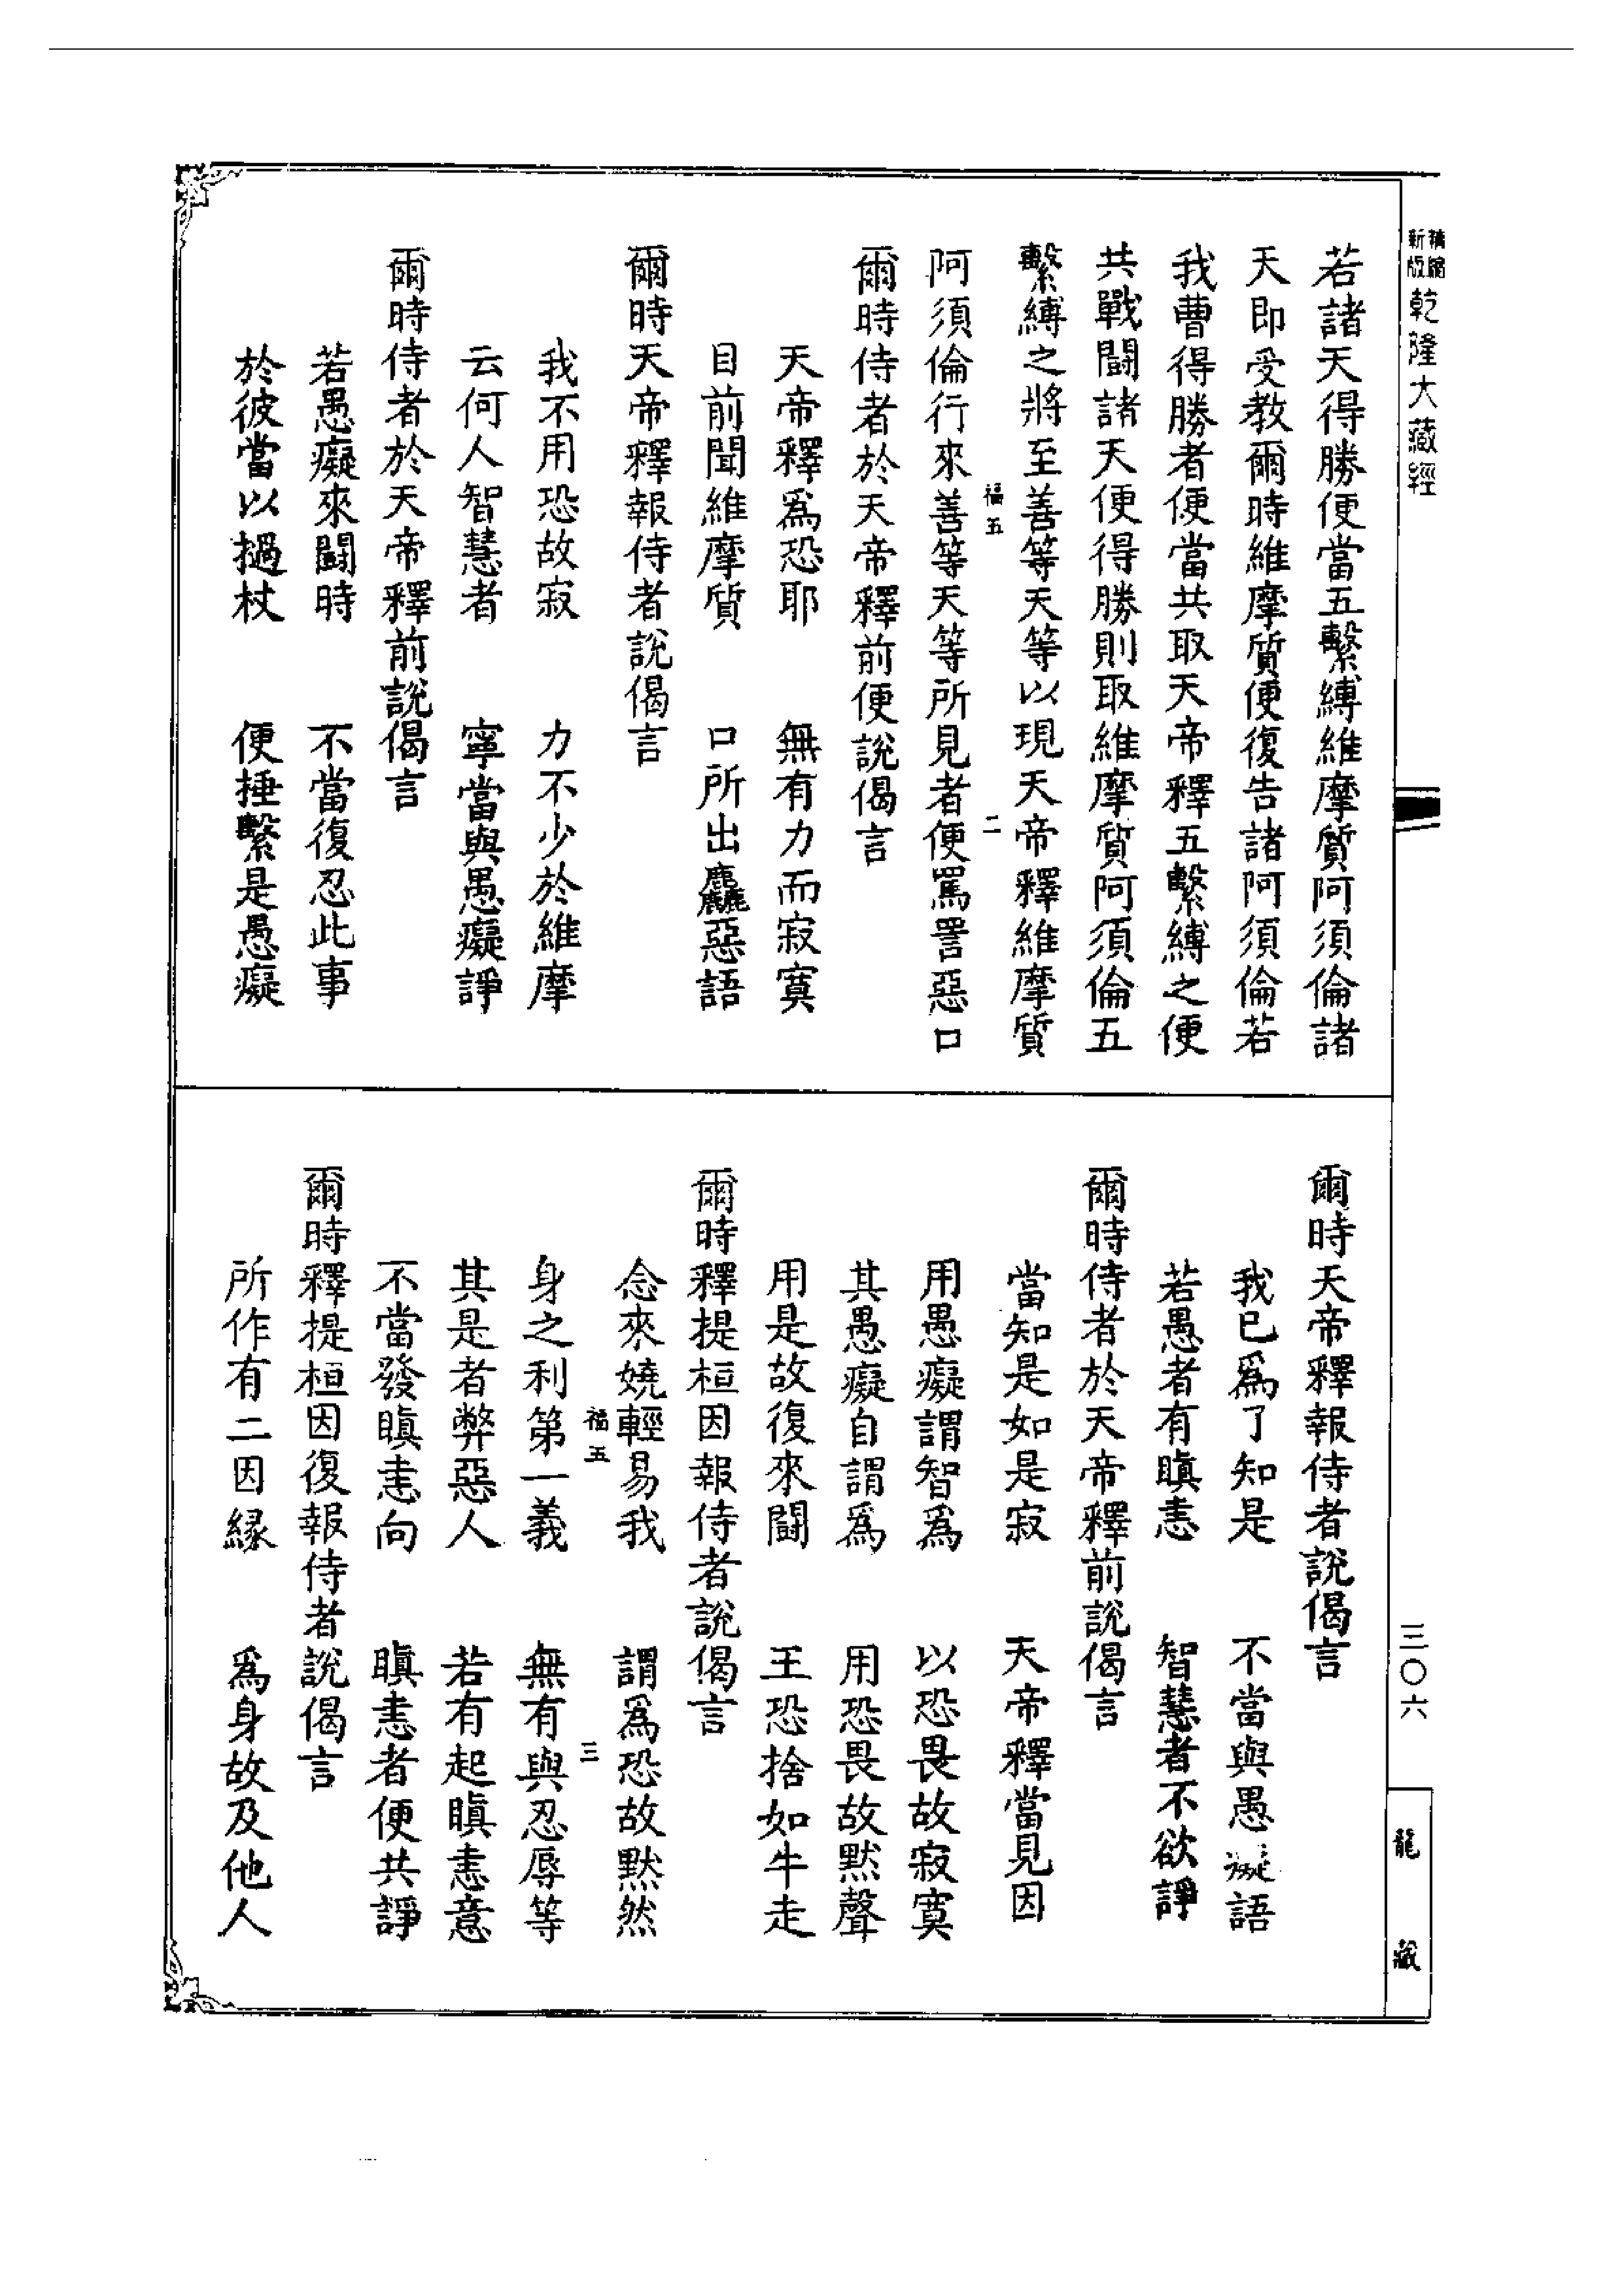 精縮
新版
乾隆大藏經
若諸天得勝便當五繫縛維摩質阿須倫諸
天即受教爾時維摩質便復告諸阿須倫若
我曹得勝者便當共取天帝釋五繫縛之便
共戰鬪諸天便得勝則取維摩質阿須倫五
繫縛之將至善等天等以現天帝釋維摩質
福五 二
阿須倫行來善等天等所見者便罵詈惡口
爾時侍者於天帝釋前便說偈言
天帝釋爲恐耶 無有力而寂寞
目前聞維摩質 口所出麤惡語
爾時天帝釋報侍者說偈言
我不用恐故寂 力不少於維摩
云何人智慧者 寧當與愚癡諍
爾時侍者於天帝釋前說偈言
若愚癡來鬪時 不當復忍此事
於彼當以撾杖 便捶繫是愚癡
爾時天帝釋報侍者說偈言
我已爲了知是 不當與愚癡語
若愚者有瞋恚 智慧者不欲諍
爾時侍者於天帝釋前說偈言
當知是如是寂 天帝釋當見因
用愚癡謂智爲 以恐畏故寂寞
其愚癡自謂爲 用恐畏故默聲
用是故復來鬪 王恐捨如牛走
爾時釋提桓因報侍者說偈言
念來嬈輕易我 謂爲恐故默然
福五 三
身之利第一義 無有與忍辱等
其是者弊惡人 若有起瞋恚意
不當發瞋恚向 瞋恚者便共諍
爾時釋提桓因復報侍者說偈言
所作有二因緣 爲身故及他人
三〇六
龍藏